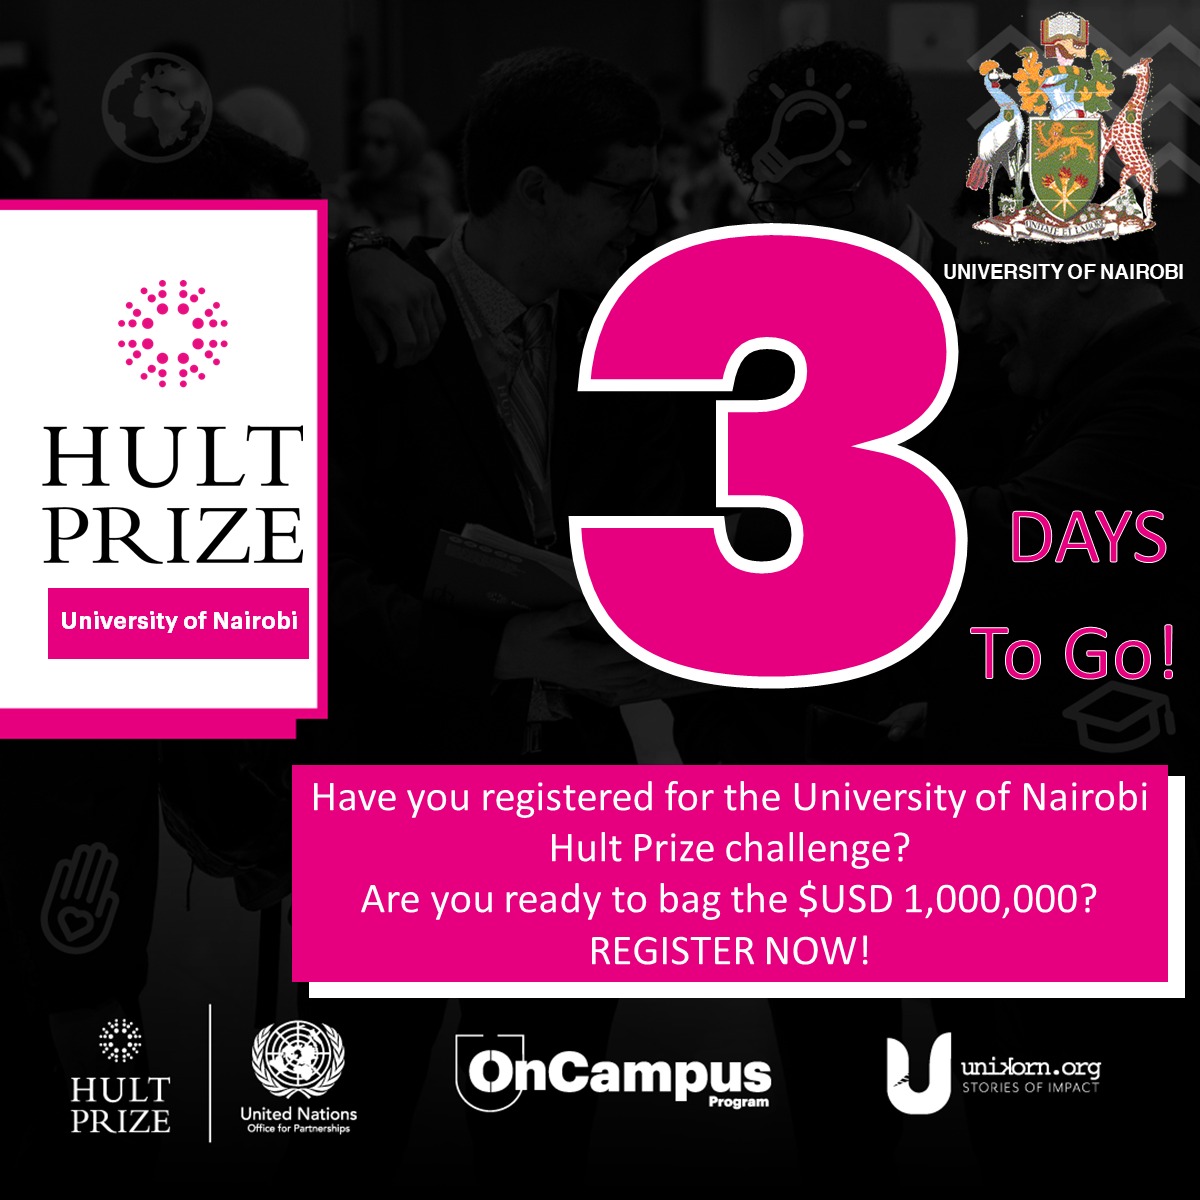 UNIVERSITY OF NAIROBI
HULT
PRIZE
University of Nairobi
3
DAYS
To Go!
Have you registered for the University of Nairobi
Hult Prize challenge?
Are you ready to bag the $USD 1,000,000?
REGISTER NOW!
HULT
PRIZE
United Nations
Office for Partnerships
OnCampus
Program
uniKorn.org
STORIES OF IMPACT